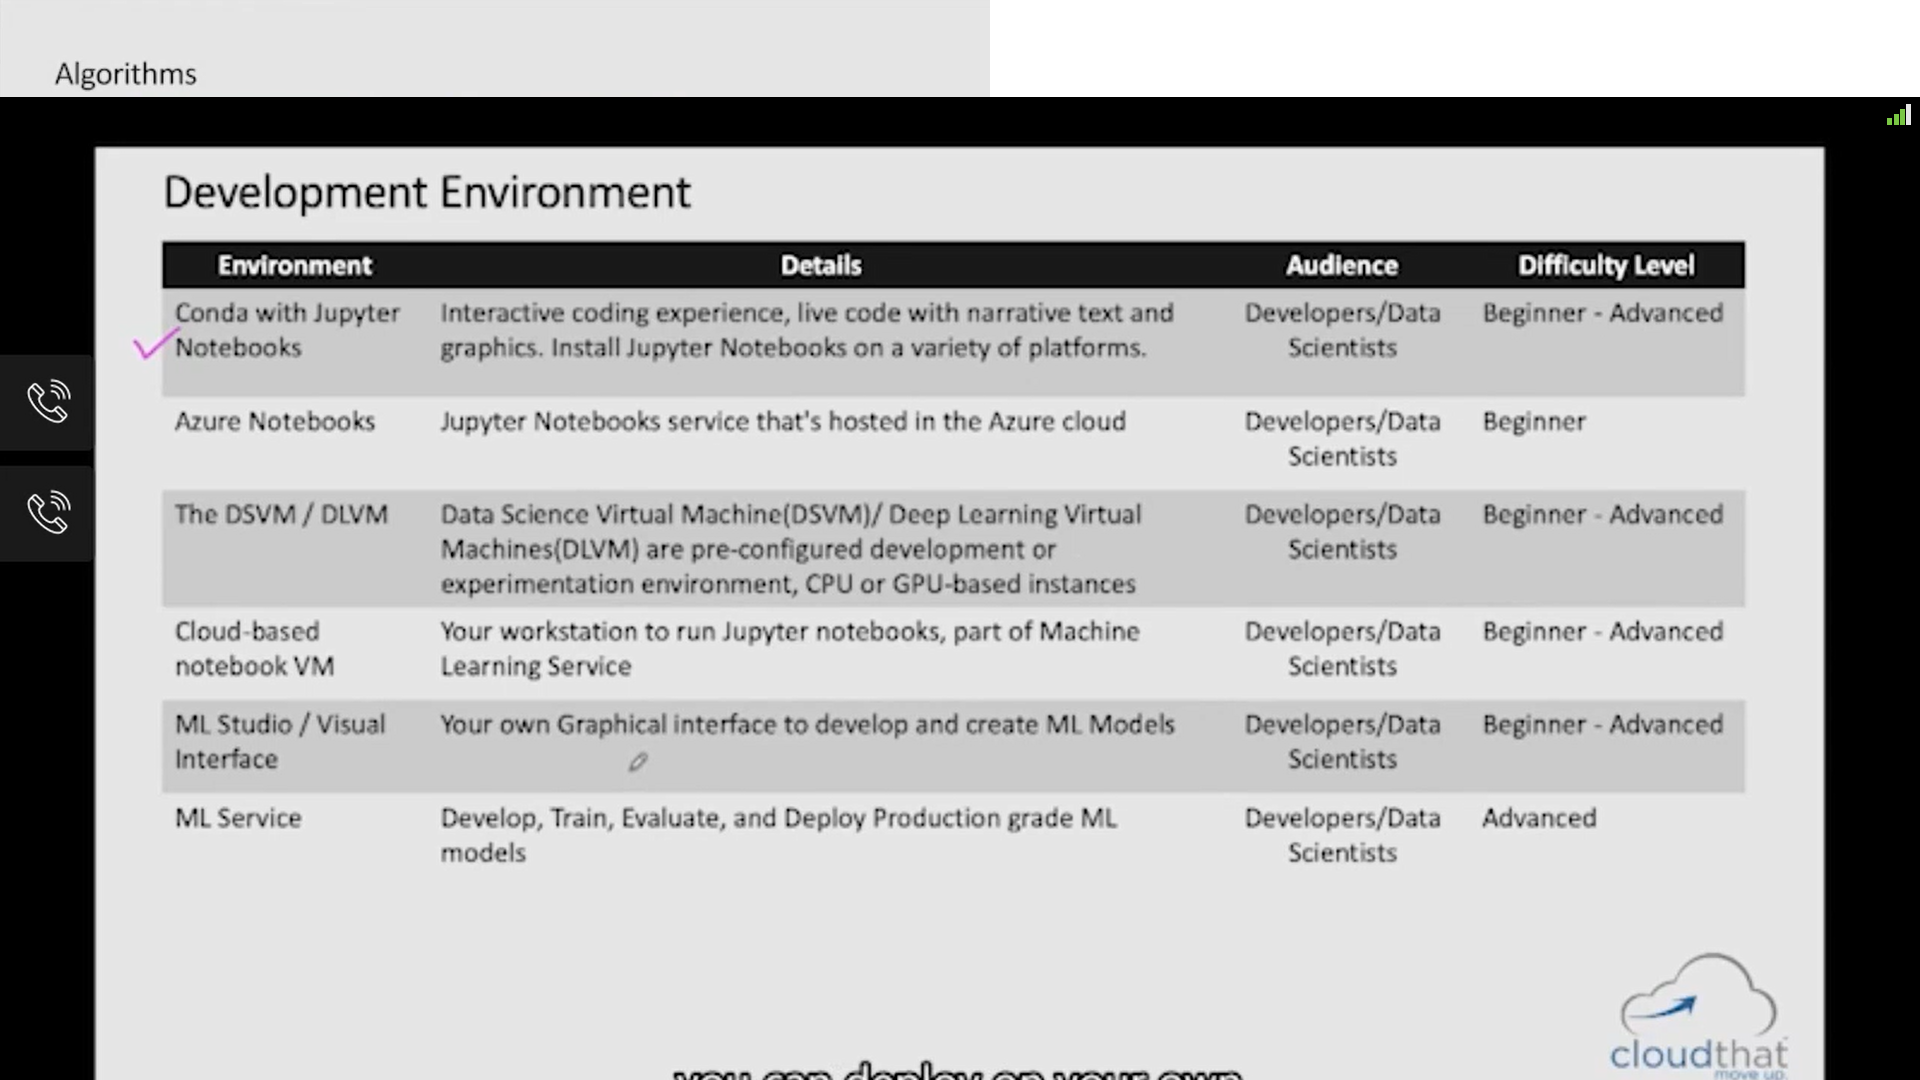 Algorithms
Development Environment
Environment Details Audience Difficulty Level
Conda with Jupyter Notebooks
Interactive coding experience, live code with narrative text and
graphics. Install Jupyter Notebooks on a variety of platforms.
Developers/Data
Scientists
Beginner - Advanced
Azure Notebooks
Jupyter Notebooks service that's hosted in the Azure cloud
Developers/Data
Scientists
Beginner
The DSVM / DLVM
Data Science Virtual Machine(DSVM)/ Deep Learning Virtual
Machines(DLVM) are pre-configured development or
experimentation environment, CPU or GPU-based instances
Developers/Data
Scientists
Beginner - Advanced
Cloud-based
notebook VM
Your workstation to run Jupyter notebooks, part of Machine
Learning Service
Developers/Data
Scientists
Beginner - Advanced
ML Studio / Visual
Interface
Your own Graphical interface to develop and create ML Models
Developers/Data
Scientists
Beginner - Advanced
ML Service
Develop, Train, Evaluate, and Deploy Production grade ML
models
Developers/Data
Scientists
Advanced
cloudthat
move up.
you can deploy on your own